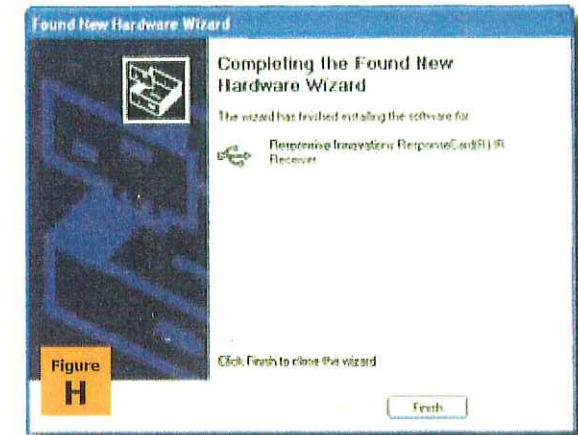 Found New Hardware Wizard
Completing the Found New
Hardware Wizard
The wizard has finished installing the software for
Responsive Innovations ResponseCard(R) IR
Receiver
Click Finish to close the wizard
Figure
H
Finish